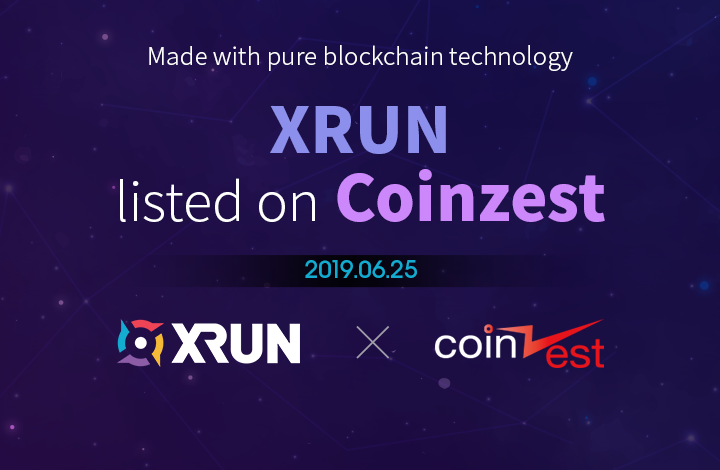 Made with pure blockchain technology
XRUN
listed on Coinzest
2019.06.25
XRUN coinzest